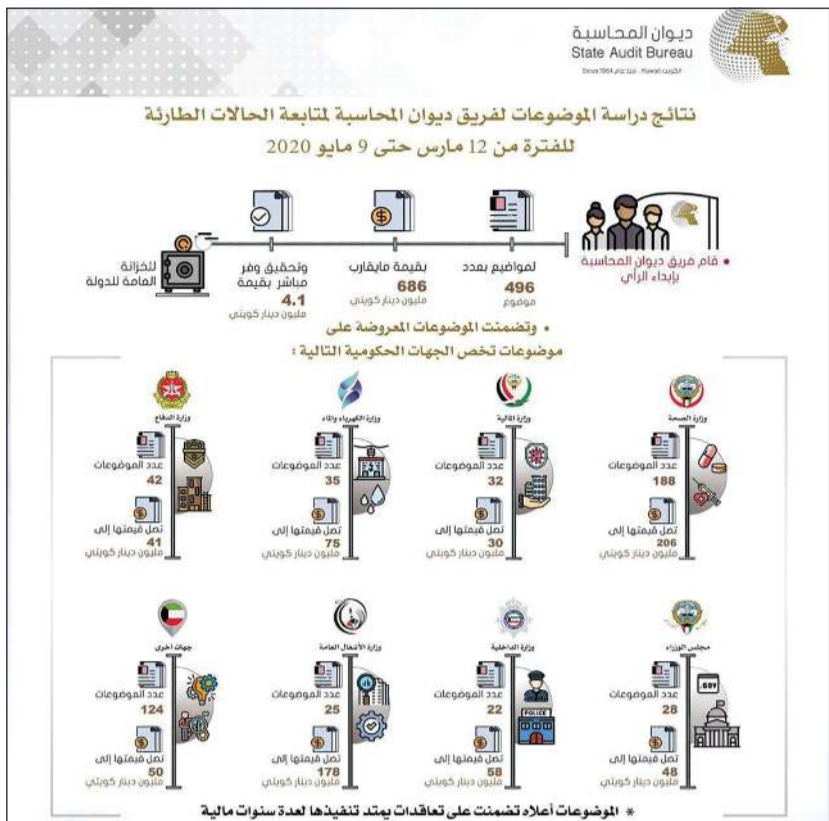 ديوان المحاسبة
State Audit Bureau
الكويت Kuwait . منذ عام Since 1964
نتائج دراسة الموضوعات لفريق ديوان المحاسبة لمتابعة الحالات الطارئة
للفترة من 12 مارس حتى 9 مايو 2020
• قام فريق ديوان المحاسبة
بإبداء الرأي
لمواضيع بعدد
496
موضوع
بقيمة مايقارب
686
مليون دينار كويتي
وتحقيق وفر
مباشر بقيمة
4.1
مليون دينار كويتي
للخزانة
العامة للدولة
• وتضمنت الموضوعات المعروضة على
موضوعات تخص الجهات الحكومية التالية :
وزارة الصحة
عدد الموضوعات
188
تصل قيمتها إلى
206
مليون دينار كويتي
وزارة المالية
عدد الموضوعات
32
تصل قيمتها إلى
30
مليون دينار كويتي
وزارة الكهرباء والماء
عدد الموضوعات
35
تصل قيمتها إلى
75
مليون دينار كويتي
وزارة الدفاع
عدد الموضوعات
42
تصل قيمتها إلى
41
مليون دينار كويتي
مجلس الوزراء
عدد الموضوعات
28
تصل قيمتها إلى
48
مليون دينار كويتي
.GOV
وزارة الداخلية
عدد الموضوعات
22
تصل قيمتها إلى
58
مليون دينار كويتي
POLICE
وزارة الأشغال العامة
عدد الموضوعات
25
تصل قيمتها إلى
178
مليون دينار كويتي
جهات أخرى
عدد الموضوعات
124
تصل قيمتها إلى
50
مليون دينار كويتي
* الموضوعات أعلاه تضمنت على تعاقدات يمتد تنفيذها لعدة سنوات مالية